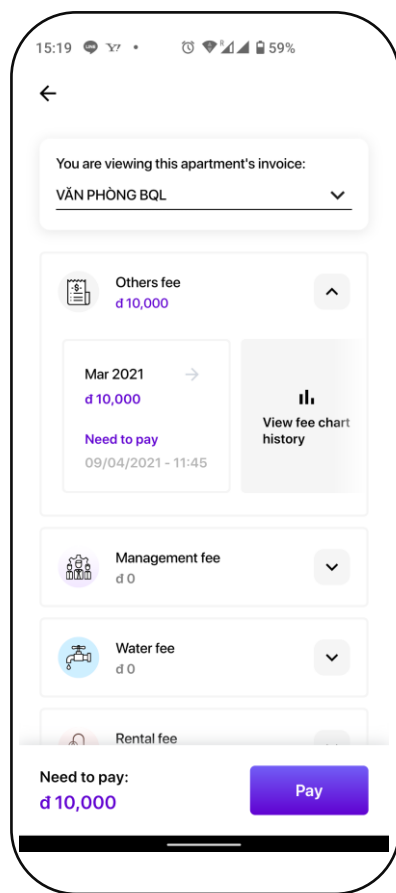 15:19
59%
You are viewing this apartment's invoice:
VĂN PHÒNG BQL
Others fee
đ 10,000
Mar 2021
đ 10,000
Need to pay
09/04/2021 - 11:45
View fee chart
history
Management fee
đ 0
Water fee
đ 0
Rental fee
Need to pay:
đ 10,000
Pay